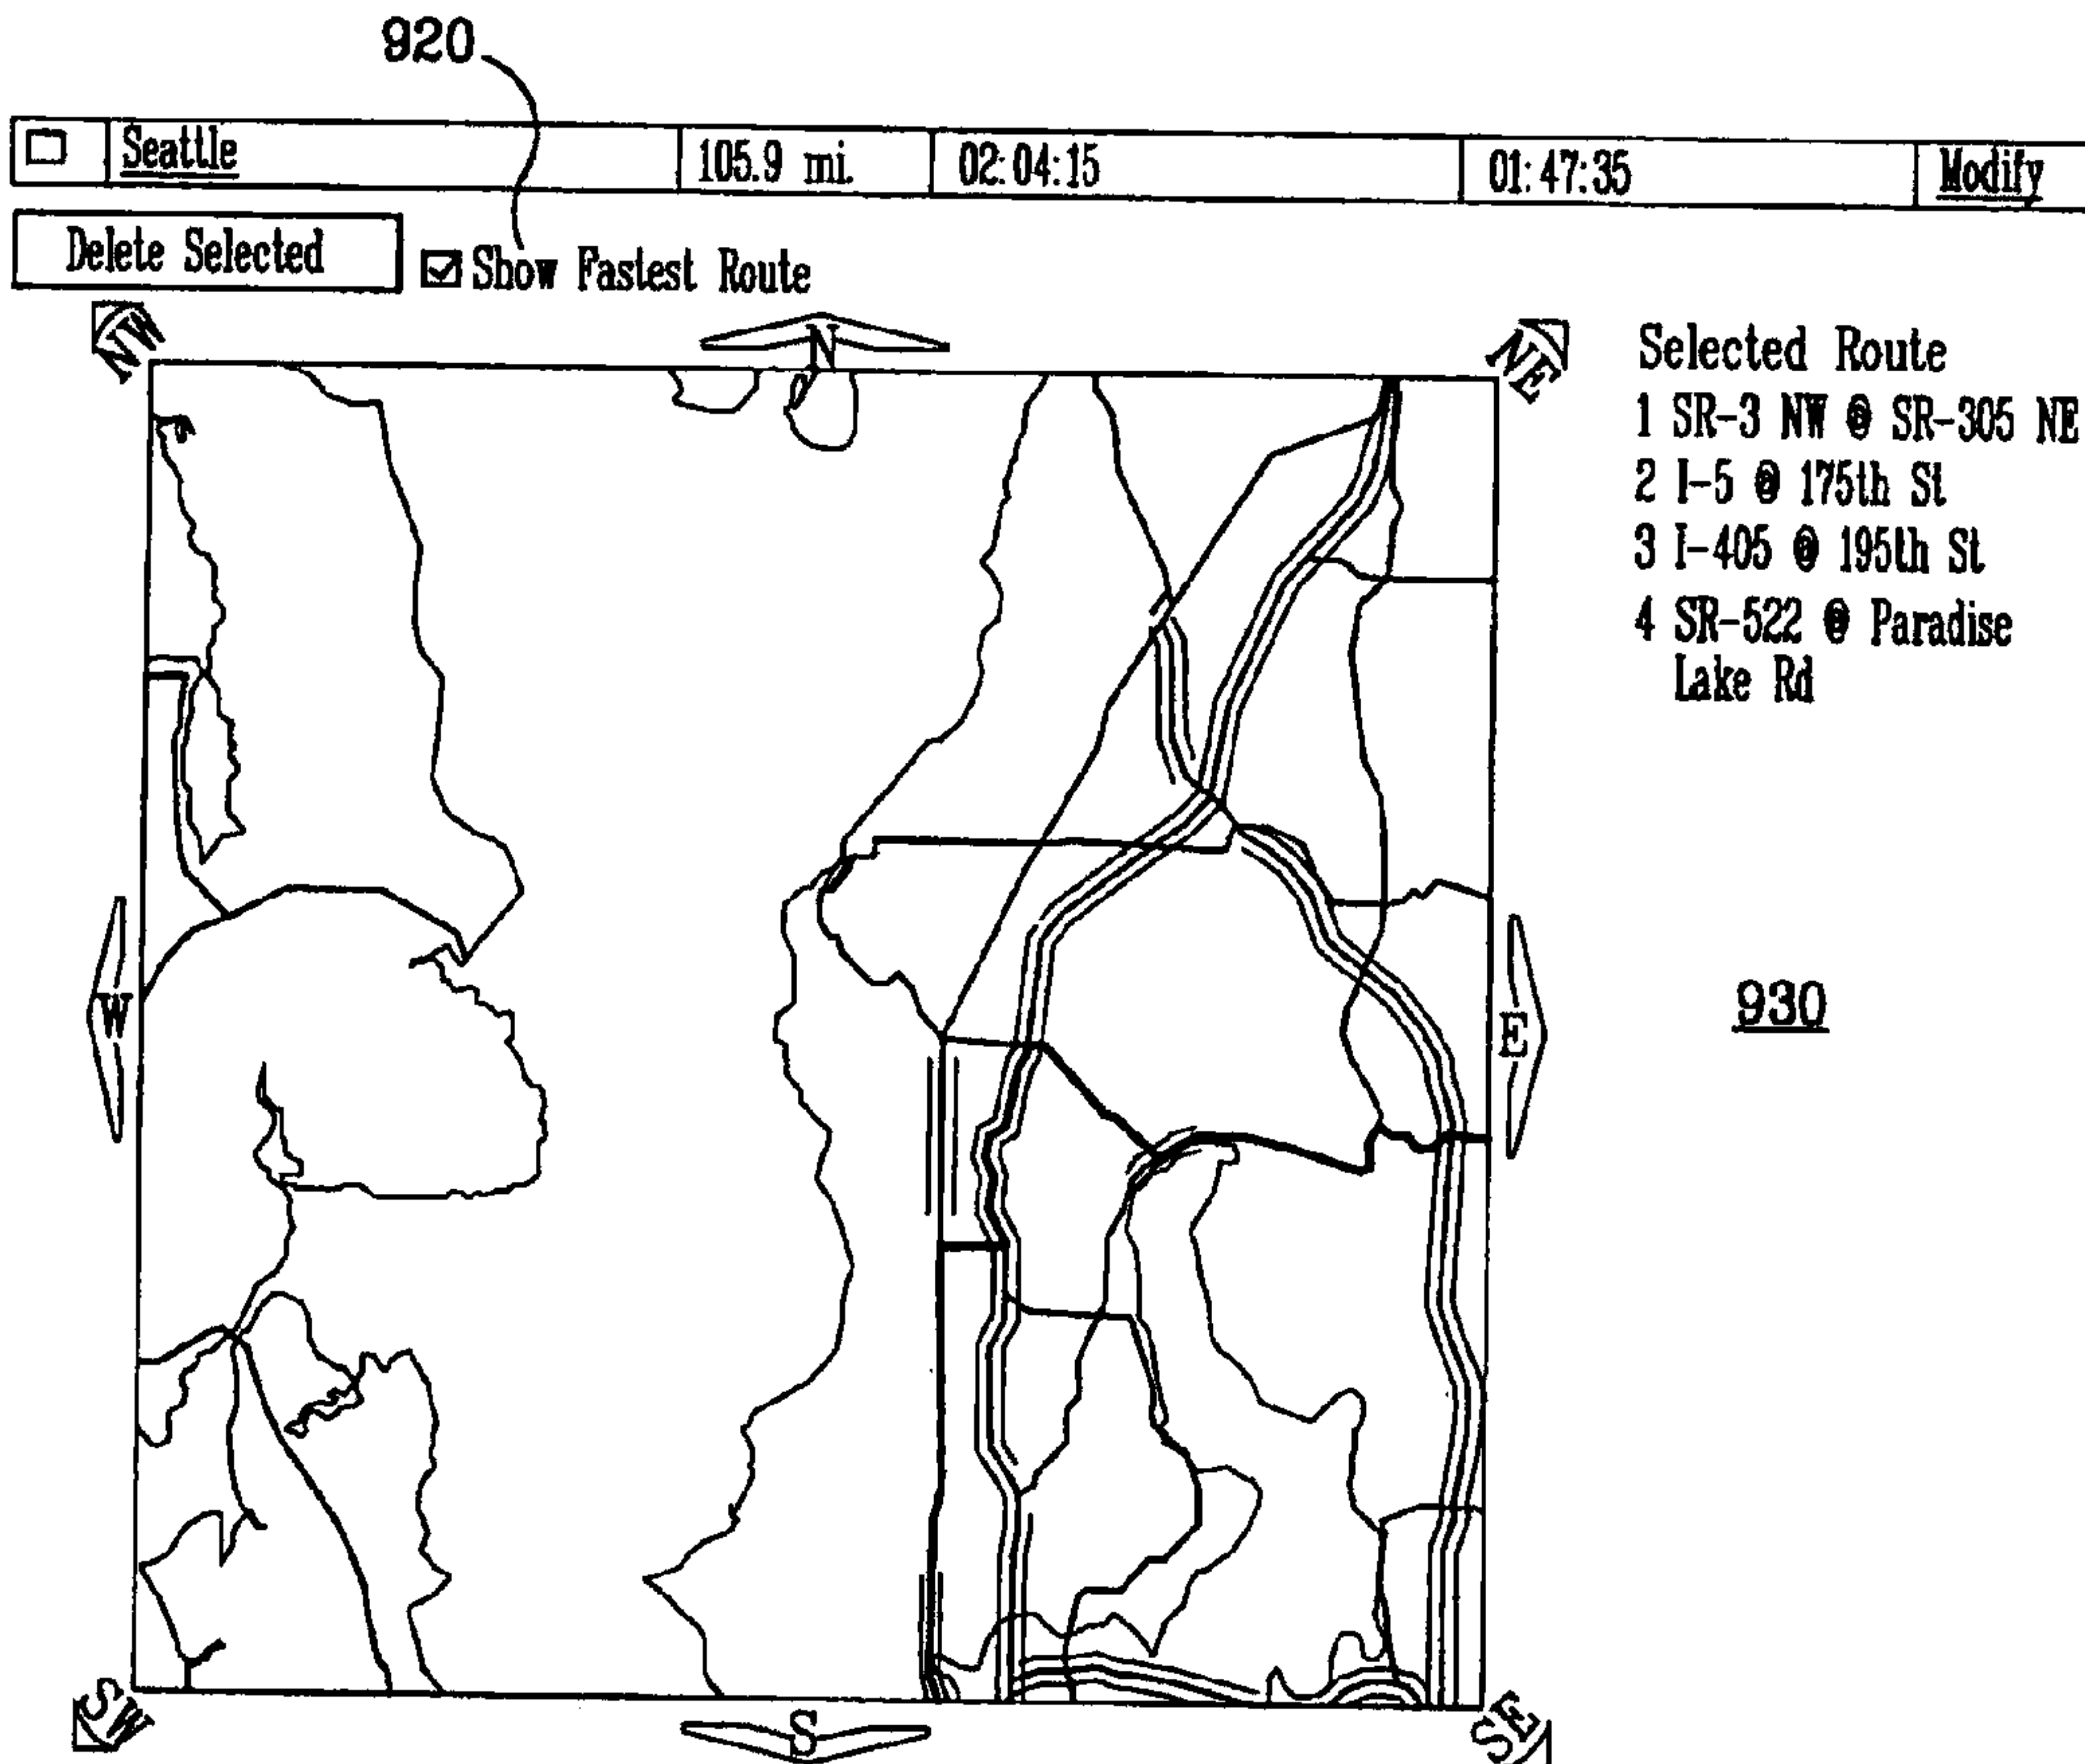 920
Seattle 105.9 mi. 02:04:15 01:47:35 Modify
Delete Selected Show Fastest Route
NW N NE
Selected Route
1 SR-3 NW @ SR-305 NE
2 I-5 @ 175th St
3 I-405 @ 195th St
4 SR-522 @ Paradise
Lake Rd
W E
930
SW S SE